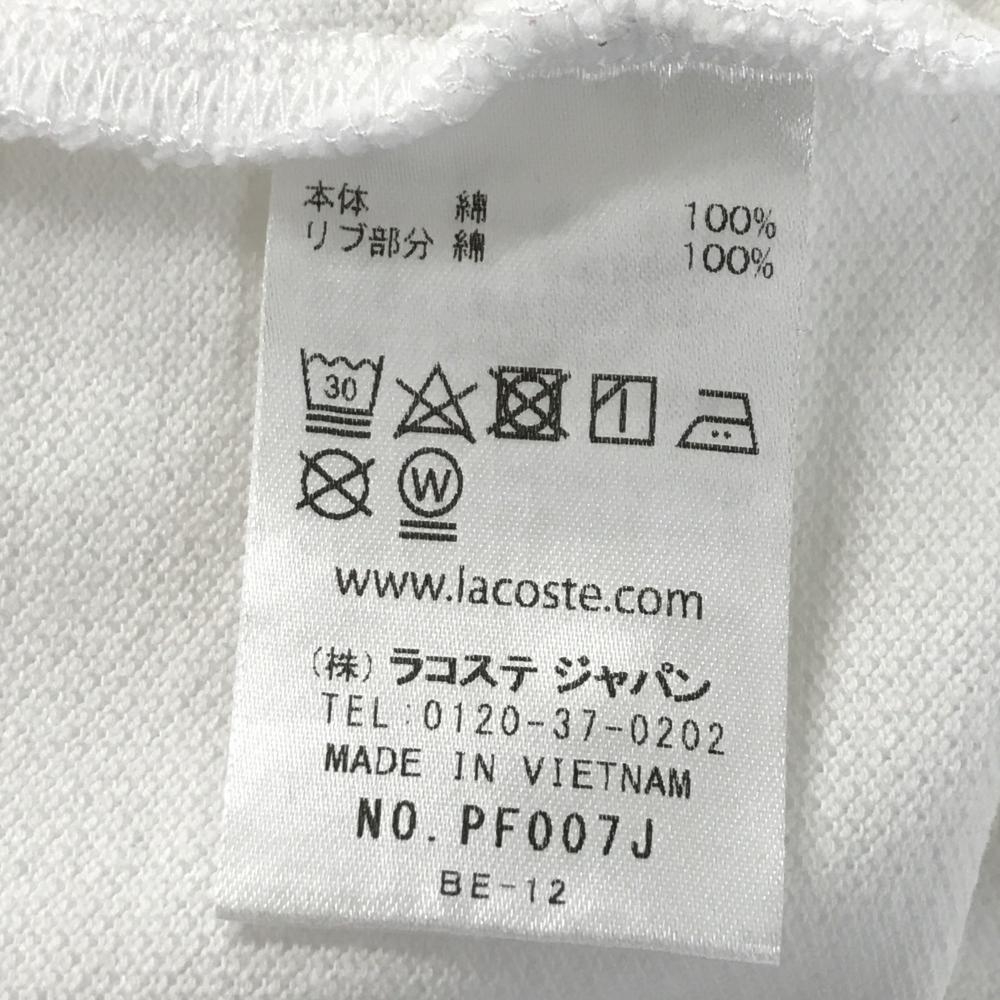 本体 綿 100%
リブ部分 綿 100%
30
W
www.lacoste.com
(株) ラコステ ジャパン
TEL:0120-37-0202
MADE IN VIETNAM
NO. PF007J
BE-12